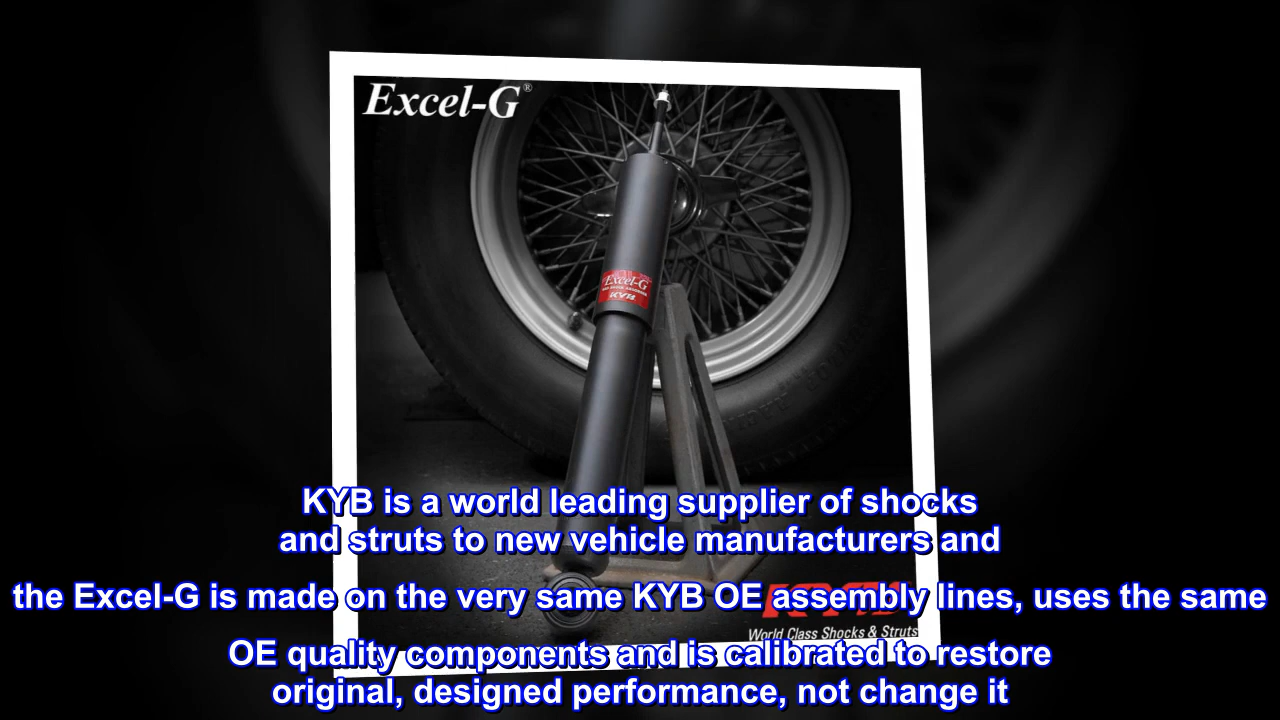 Excel-G®
Excel-G
KYB
KYB is a world leading supplier of shocks
and struts to new vehicle manufacturers and
the Excel-G is made on the very same KYB OE assembly lines, uses the same
KYB
World Class Shocks & Struts
OE quality components and is calibrated to restore
original, designed performance, not change it